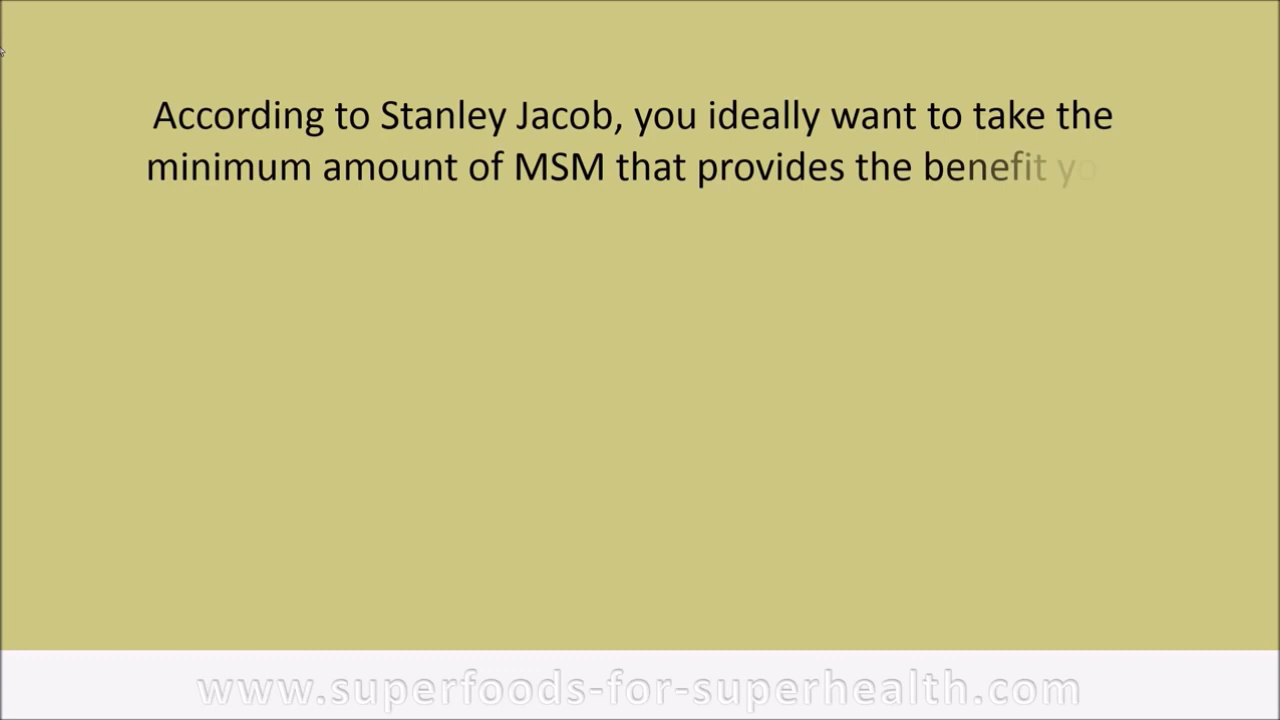 According to Stanley Jacob, you ideally want to take the
minimum amount of MSM that provides the benefit yo
www.superfoods-for-superhealth.com